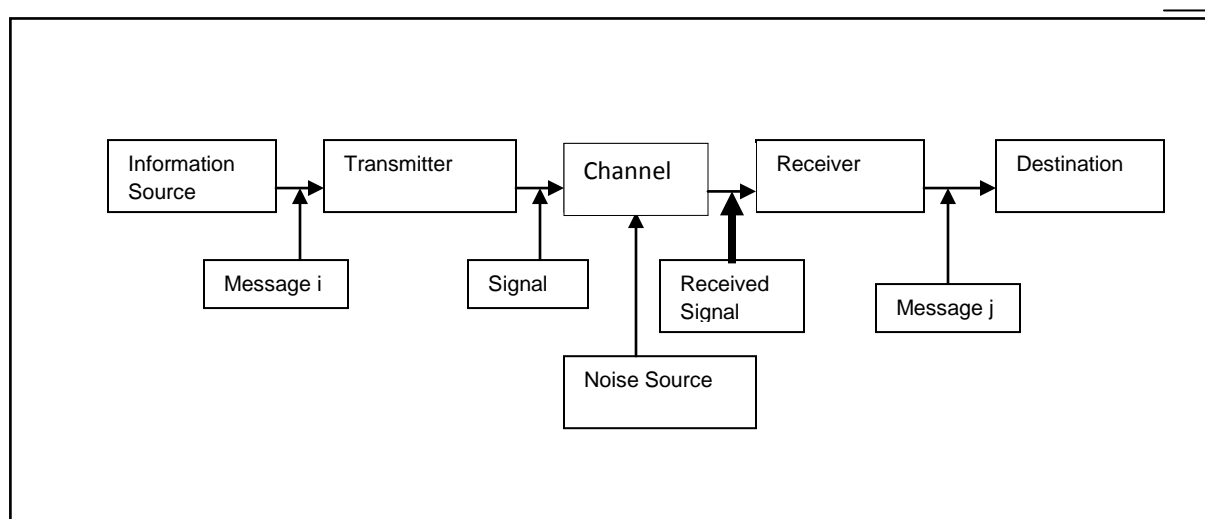 Information
Source
Transmitter
Channel
Receiver
Destination
Message i
Signal
Received
Signal
Message j
Noise Source